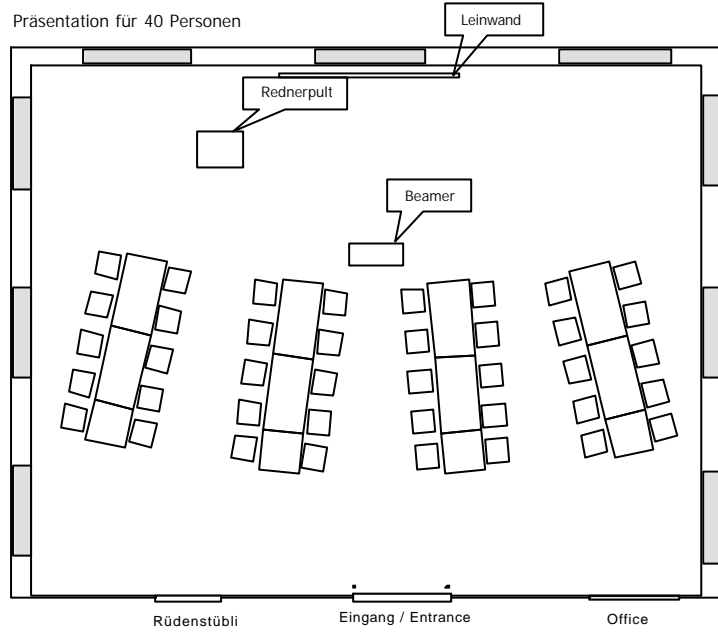 Präsentation für 40 Personen
Leinwand
Rednerpult
Beamer
Rüdenstübli
Eingang / Entrance
Office